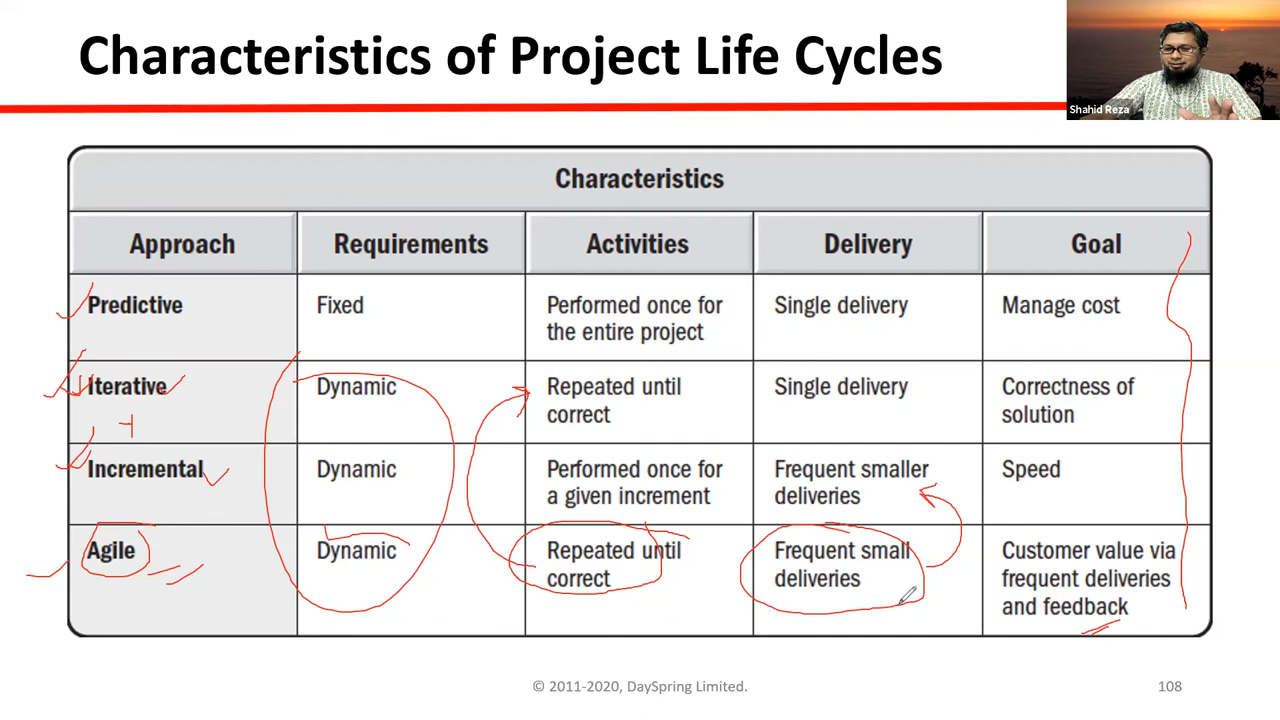 Characteristics of Project Life Cycles
Shahid Reza
Characteristics
Approach
Requirements
Activities
Delivery
Goal
Predictive
Fixed
Performed once for
the entire project
Single delivery
Manage cost
Iterative
Dynamic
Repeated until
correct
Single delivery
Correctness of
solution
+
Incremental
Dynamic
Performed once for
a given increment
Frequent smaller
deliveries
Speed
Agile
Dynamic
Repeated until
correct
Frequent small
deliveries
Customer value via
frequent deliveries
and feedback
© 2011-2020, DaySpring Limited.
108